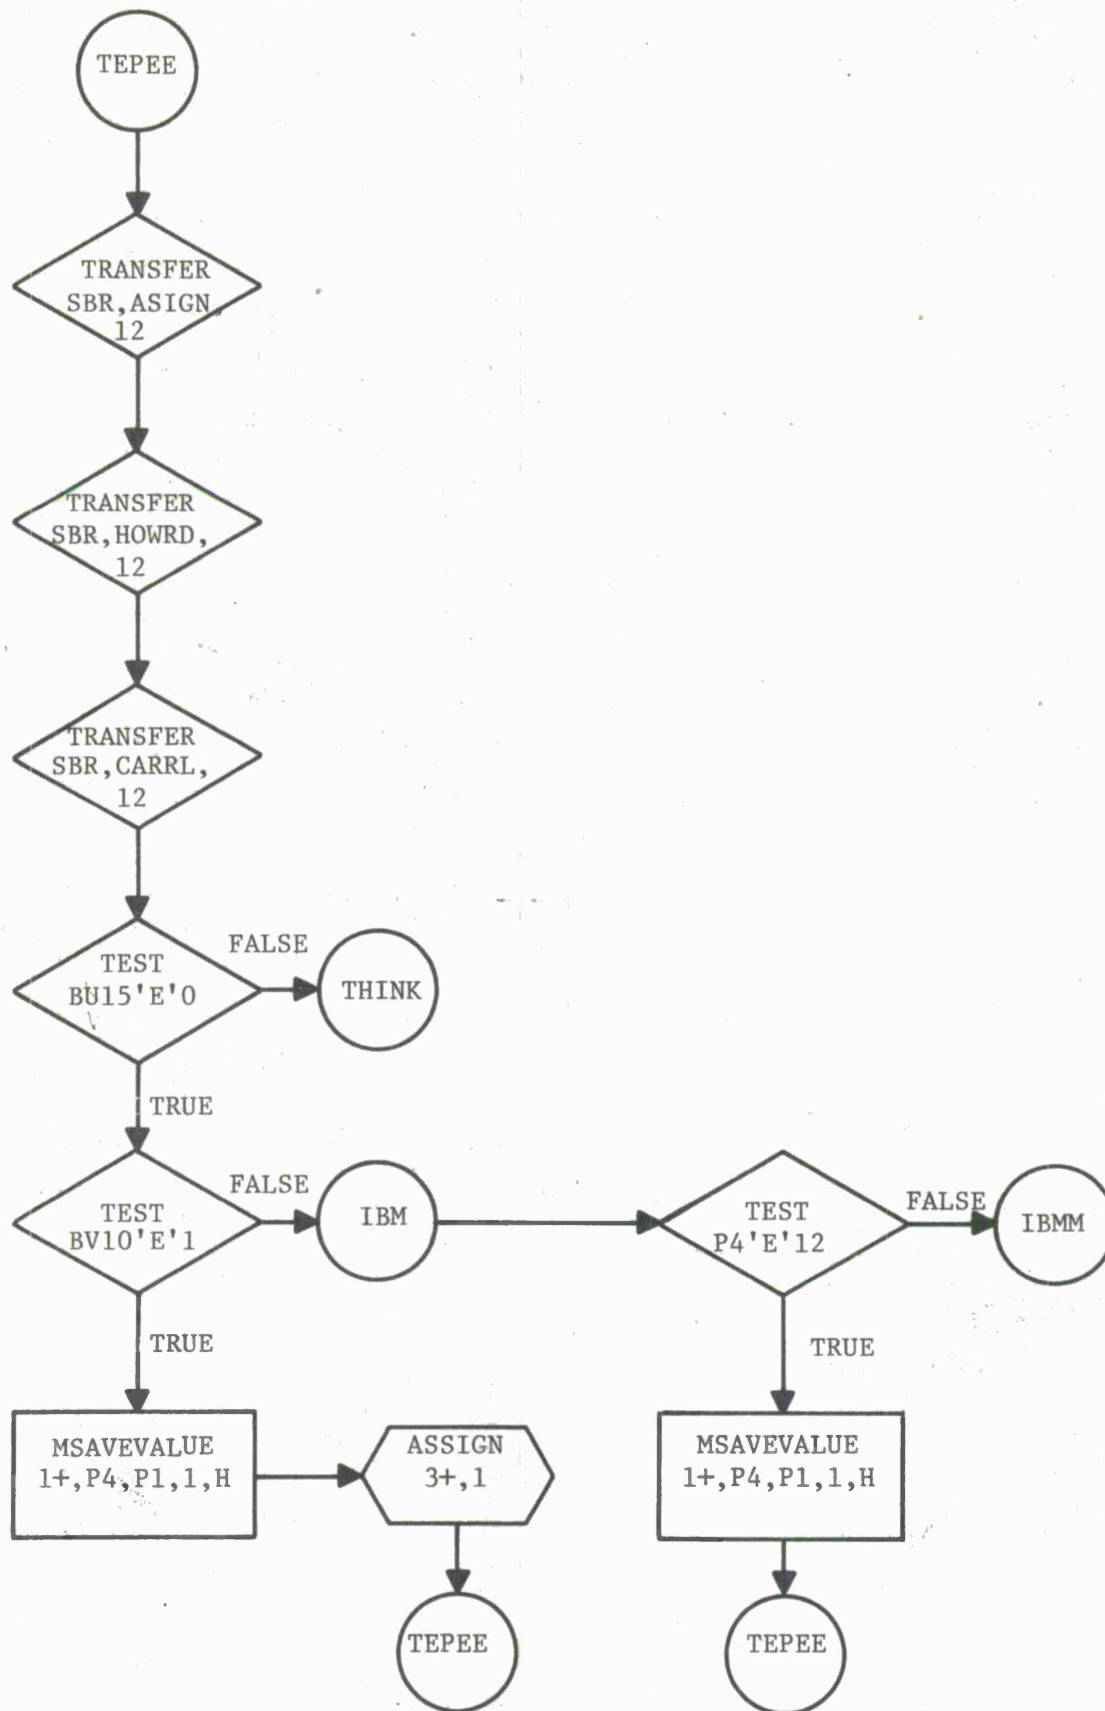 TEPEE
TRANSFER
SBR,ASIGN,
12
TRANSFER
SBR,HOWRD,
12
TRANSFER
SBR,CARRL,
12
TEST
BU15'E'0
FALSE
THINK
TRUE
TEST
BV10'E'1
FALSE
IBM
TEST
P4'E'12
FALSE
IBMM
TRUE
TRUE
MSAVEVALUE
1+,P4,P1,1,H
ASSIGN
3+,1
MSAVEVALUE
1+,P4,P1,1,H
TEPEE
TEPEE